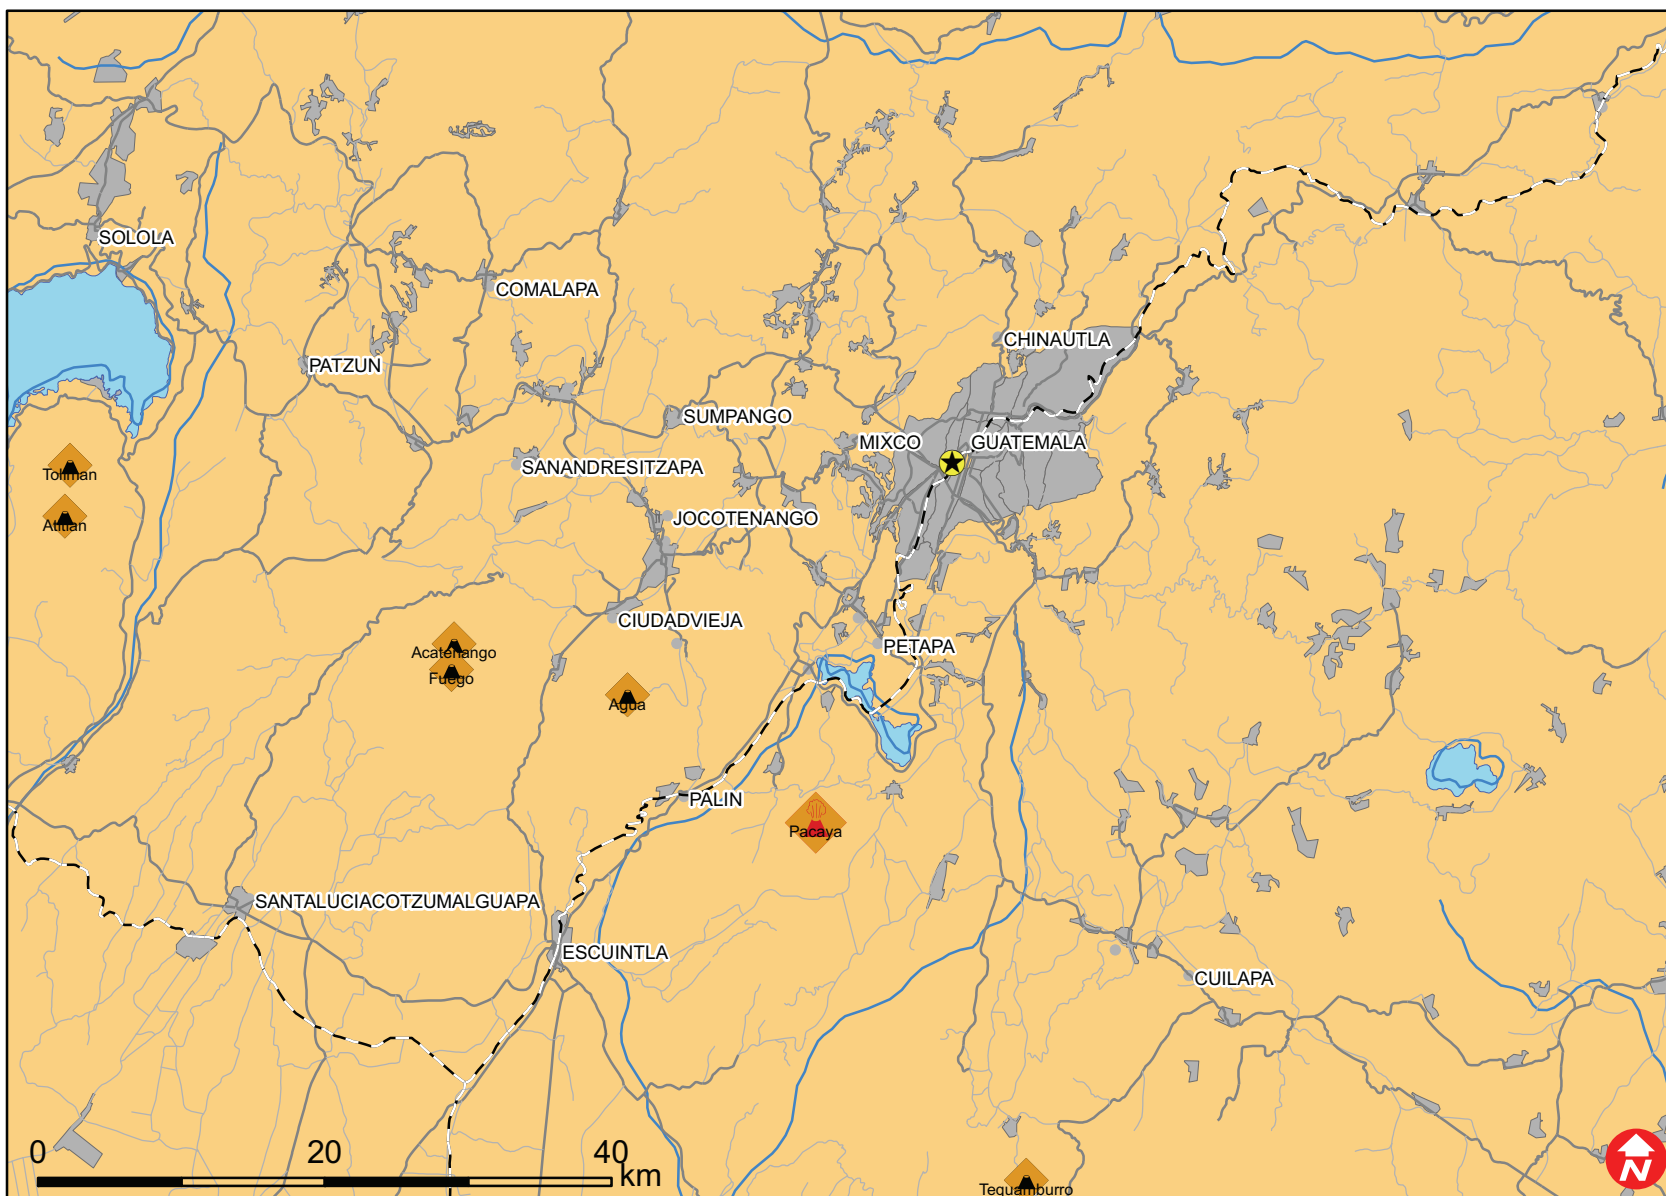 SOLOLA
COMALAPA
CHINAUTLA
PATZUN
SUMPANGO
MIXCO
GUATEMALA
Toliman
SANANDRESITZAPA
Atitlan
JOCOTENANGO
CIUDADVIEJA
Acatenango
PETAPA
Fuego
Agua
PALIN
Pacaya
SANTALUCIACOTZUMALGUAPA
ESCUINTLA
CUILAPA
0 20 40
km
N
Tequamburro